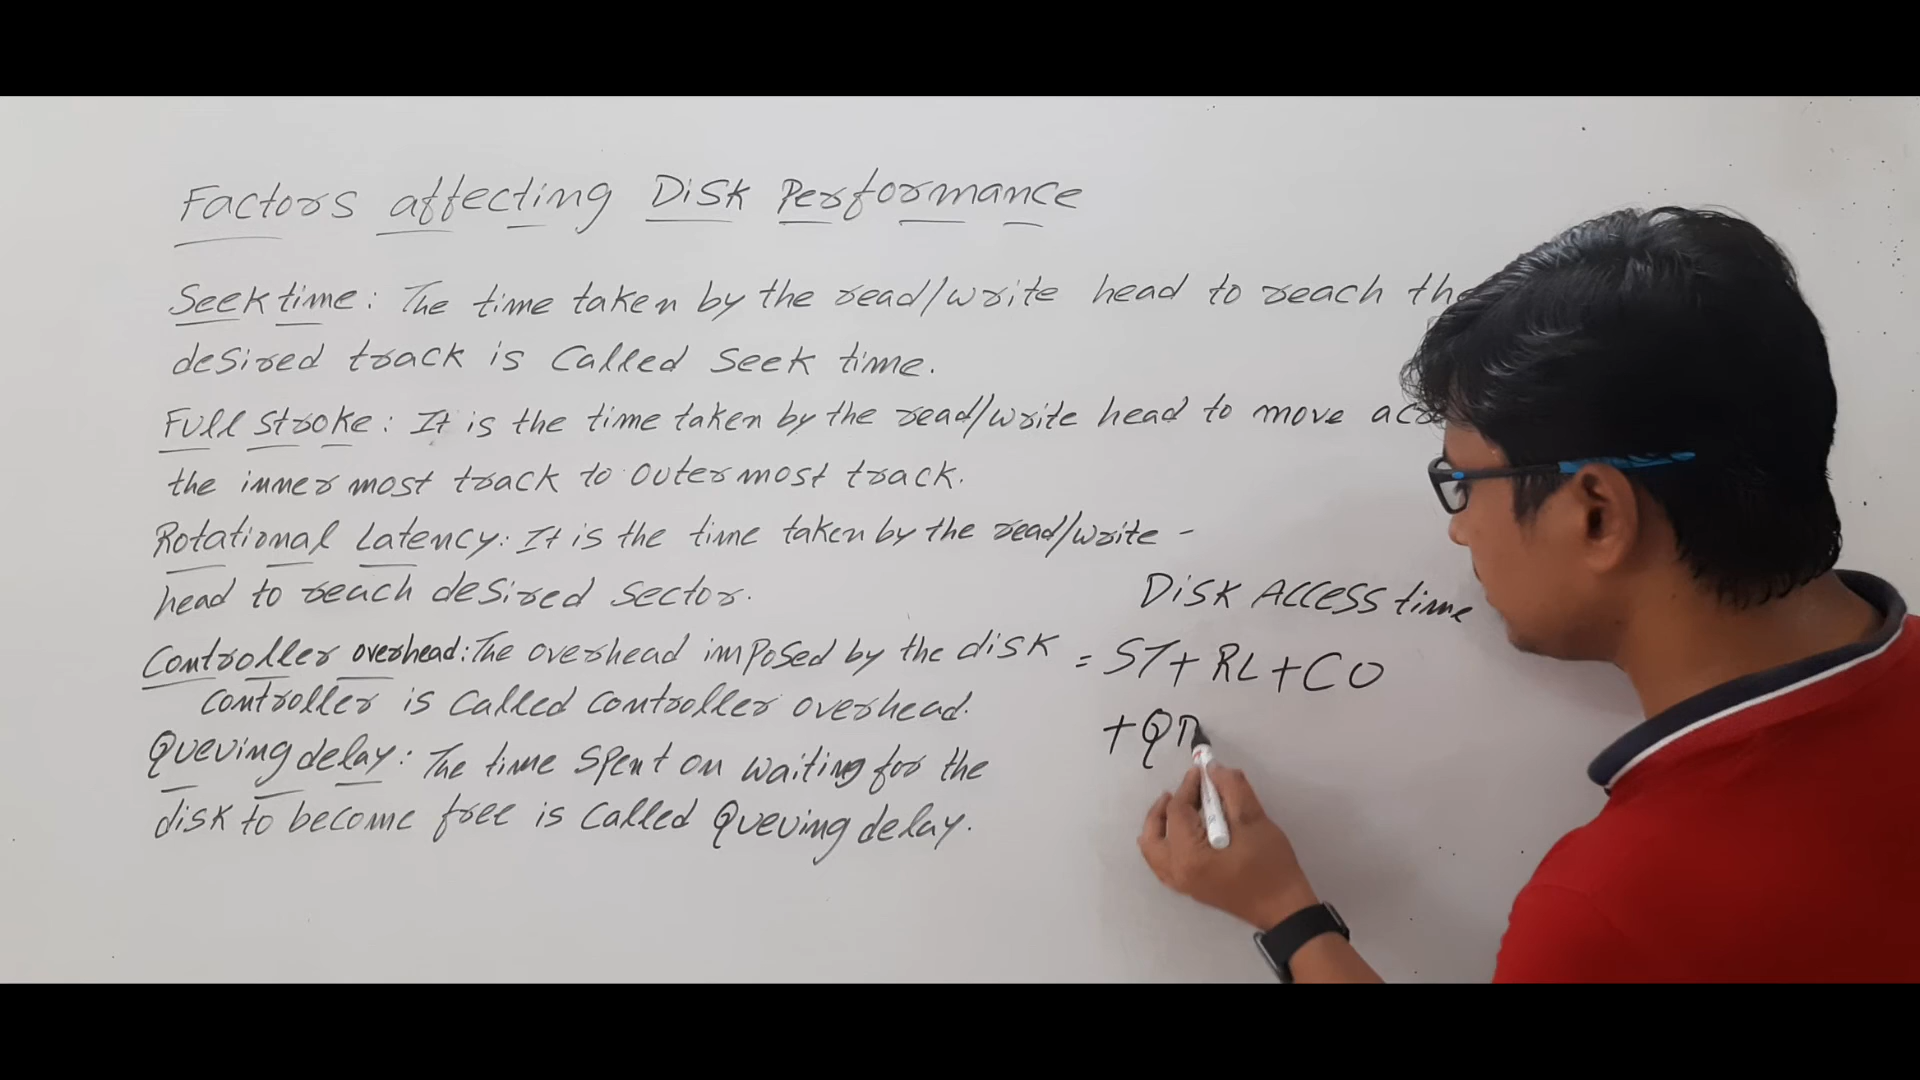 Factors affecting Disk Performance
Seek time: The time taken by the read/write head to reach the
desired track is called seek time.
Full stroke: It is the time taken by the read/write head to move
the inner most track to outer most track.
Rotational Latency: It is the time taken by the read/write -
head to reach desired sector.
Controller overhead: The overhead imposed by the disk
controller is called controller overhead.
Queuing delay: The time spent on waiting for the
disk to become free is called Queuing delay.
Disk Access time
= ST + RL + CO
+ QD